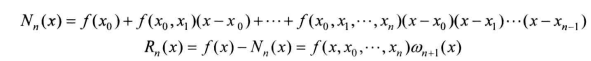 N_n(x) = f(x_0) + f(x_0, x_1)(x − x_0) + ⋯ + f(x_0, x_1, ⋯, x_n)(x − x_0)(x − x_1)⋯(x − x_{n−1})
R_n(x) = f(x) − N_n(x) = f(x, x_0, ⋯, x_n)ω_{n+1}(x)